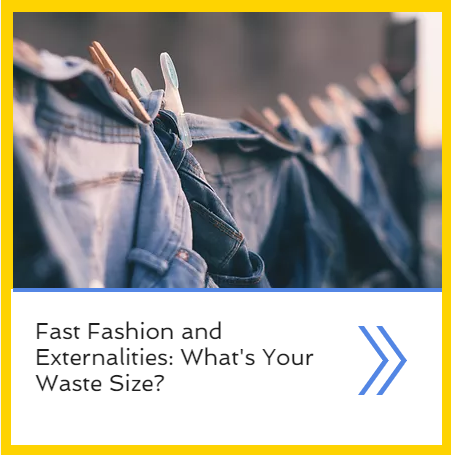 Fast Fashion and
Externalities: What's Your
Waste Size?